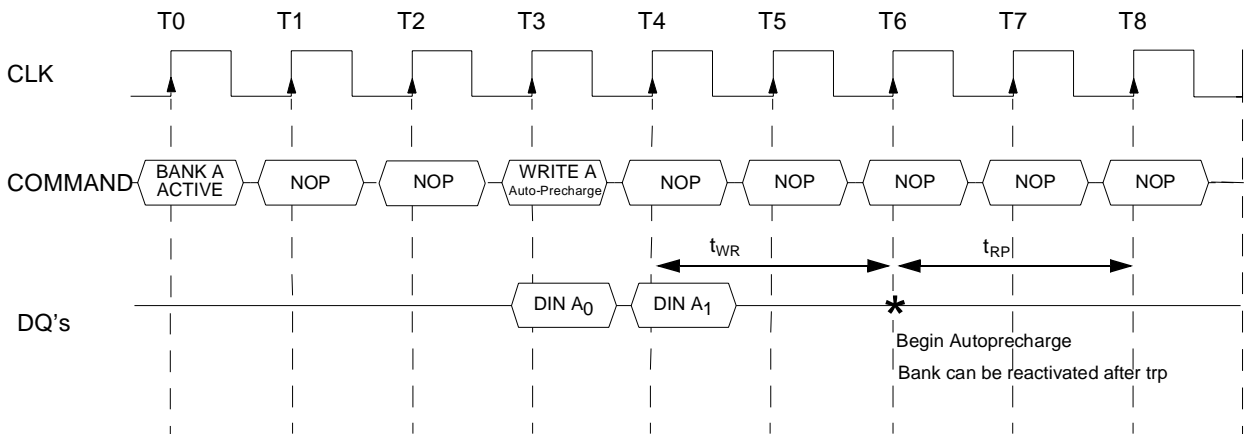 T0 T1 T2 T3 T4 T5 T6 T7 T8
CLK
COMMAND
BANK A
ACTIVE
NOP
NOP
WRITE A
Auto-Precharge
NOP
NOP
NOP
NOP
NOP
tWR
tRP
DQ's
DIN A0
DIN A1
*
Begin Autoprecharge
Bank can be reactivated after trp